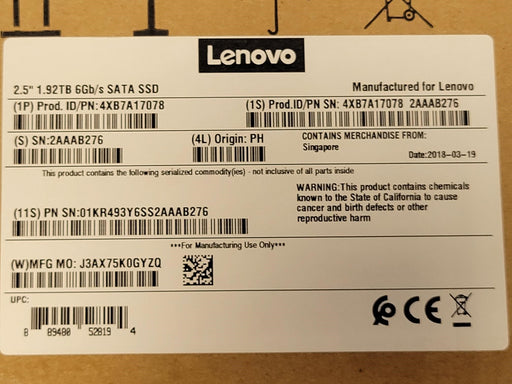 Lenovo
2.5" 1.92TB 6Gb/s SATA SSD
Manufactured for Lenovo
(1P) Prod. ID/PN: 4XB7A17078
(1S) Prod.ID/PN SN: 4XB7A17078 2AAAB276
(S) SN:2AAAB276
(4L) Origin: PH
CONTAINS MERCHANDISE FROM:
Singapore
Date:2018-03-19
This product contains the following serialized commodity(ies) - not inclusive of all parts inside
WARNING: This product contains chemicals
known to the State of California to cause
cancer and birth defects or other
reproductive harm
(11S) PN SN:01KR493Y6SS2AAAB276
***For Manufacturing Use Only***
(W)MFG MO: J3AX75K0GYZQ
UPC:
8 89488 52819 4
CE